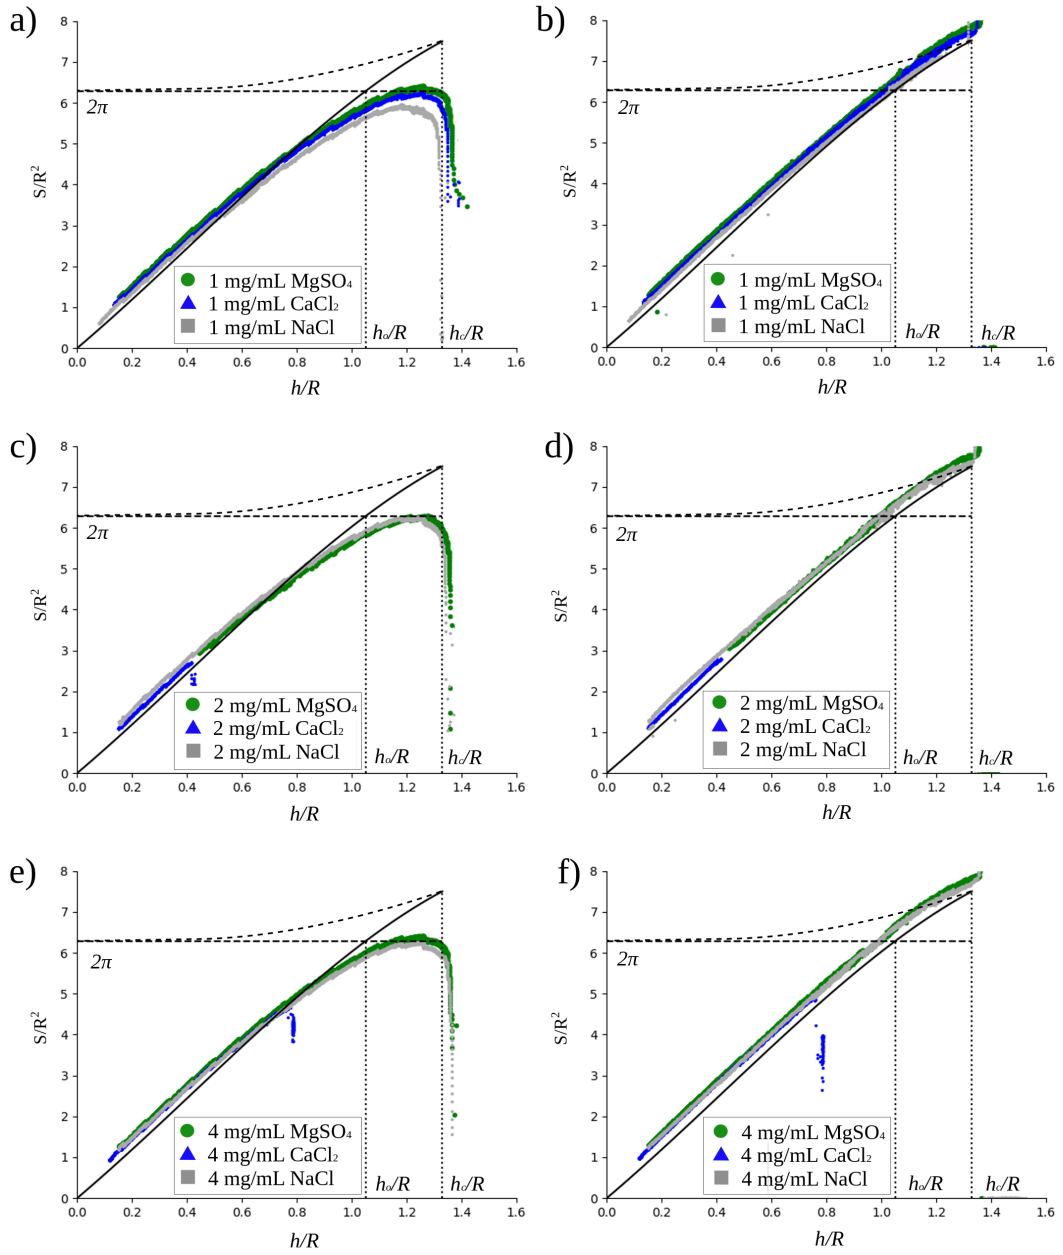 a)
8
7
6
5
4
3
2
1
0
S/R²
2π
1 mg/mL MgSO₄
1 mg/mL CaCl₂
1 mg/mL NaCl
hₒ/R
h꜀/R
0.0 0.2 0.4 0.6 0.8 1.0 1.2 1.4 1.6
h/R
b)
8
7
6
5
4
3
2
1
0
S/R²
2π
1 mg/mL MgSO₄
1 mg/mL CaCl₂
1 mg/mL NaCl
hₒ/R
h꜀/R
0.0 0.2 0.4 0.6 0.8 1.0 1.2 1.4 1.6
h/R
c)
8
7
6
5
4
3
2
1
0
S/R²
2π
2 mg/mL MgSO₄
2 mg/mL CaCl₂
2 mg/mL NaCl
hₒ/R
h꜀/R
0.0 0.2 0.4 0.6 0.8 1.0 1.2 1.4 1.6
h/R
d)
8
7
6
5
4
3
2
1
0
S/R²
2π
2 mg/mL MgSO₄
2 mg/mL CaCl₂
2 mg/mL NaCl
hₒ/R
h꜀/R
0.0 0.2 0.4 0.6 0.8 1.0 1.2 1.4 1.6
h/R
e)
8
7
6
5
4
3
2
1
0
S/R²
2π
4 mg/mL MgSO₄
4 mg/mL CaCl₂
4 mg/mL NaCl
hₒ/R
h꜀/R
0.0 0.2 0.4 0.6 0.8 1.0 1.2 1.4 1.6
h/R
f)
8
7
6
5
4
3
2
1
0
S/R²
2π
4 mg/mL MgSO₄
4 mg/mL CaCl₂
4 mg/mL NaCl
hₒ/R
h꜀/R
0.0 0.2 0.4 0.6 0.8 1.0 1.2 1.4 1.6
h/R